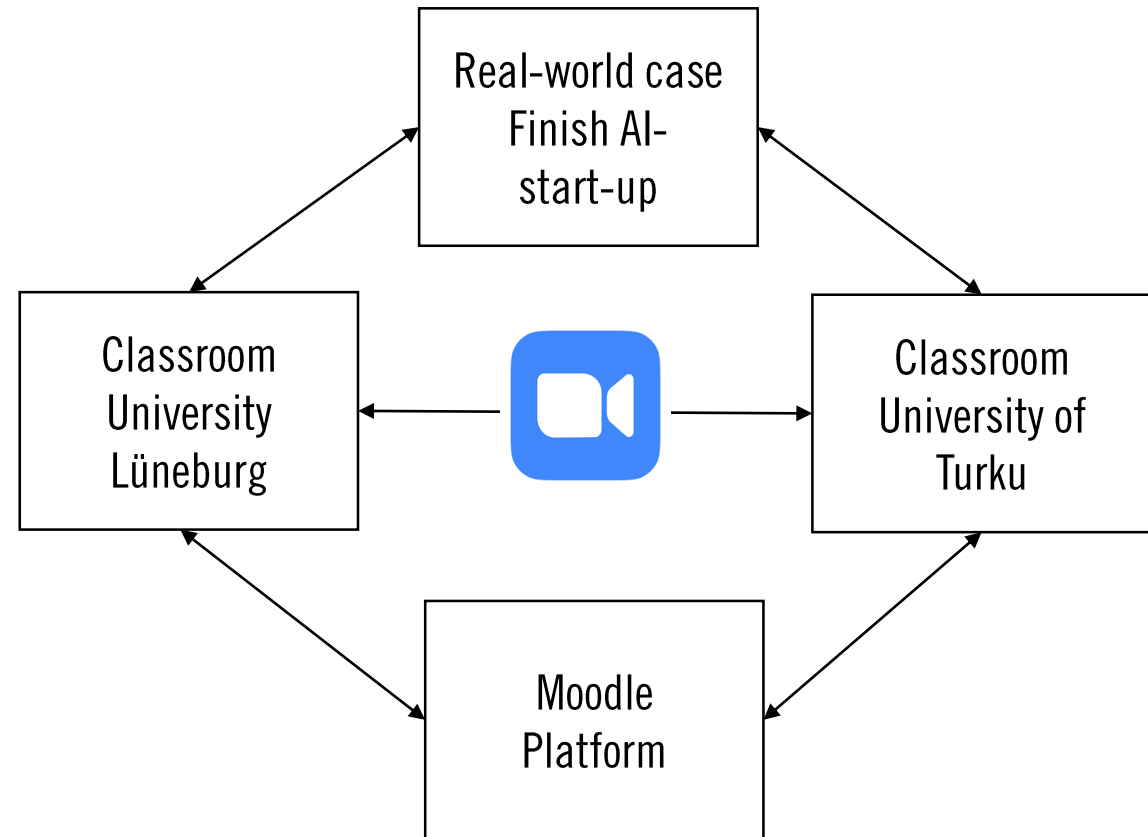 Real-world case
Finish AI-
start-up
Classroom
University
Lüneburg
Classroom
University of
Turku
Moodle
Platform